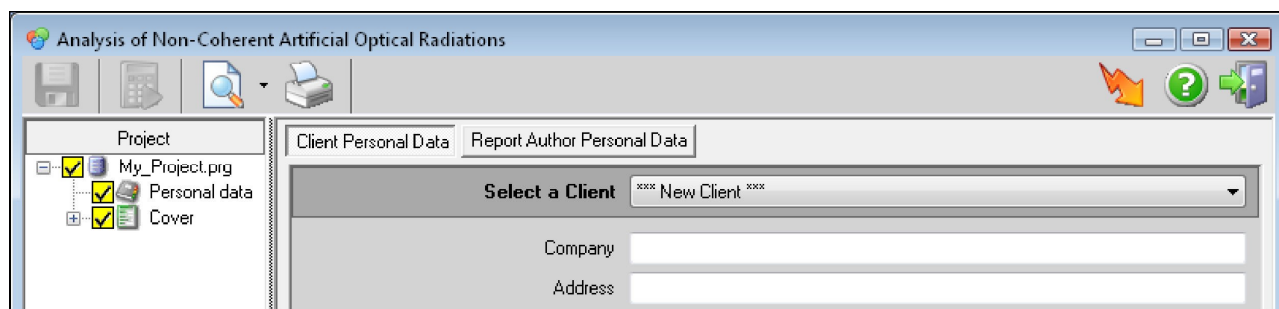 Analysis of Non-Coherent Artificial Optical Radiations
Project
My_Project.prg
Personal data
Cover
Client Personal Data
Report Author Personal Data
Select a Client
*** New Client ***
Company
Address